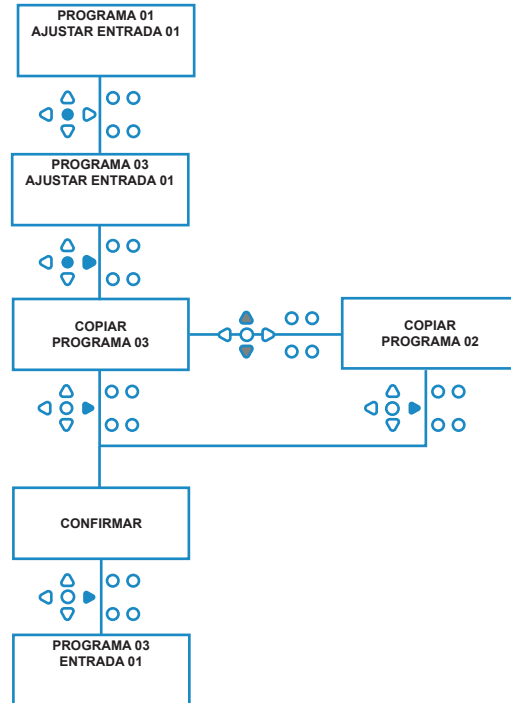 PROGRAMA 01
AJUSTAR ENTRADA 01
PROGRAMA 03
AJUSTAR ENTRADA 01
COPIAR
PROGRAMA 03
COPIAR
PROGRAMA 02
CONFIRMAR
PROGRAMA 03
ENTRADA 01